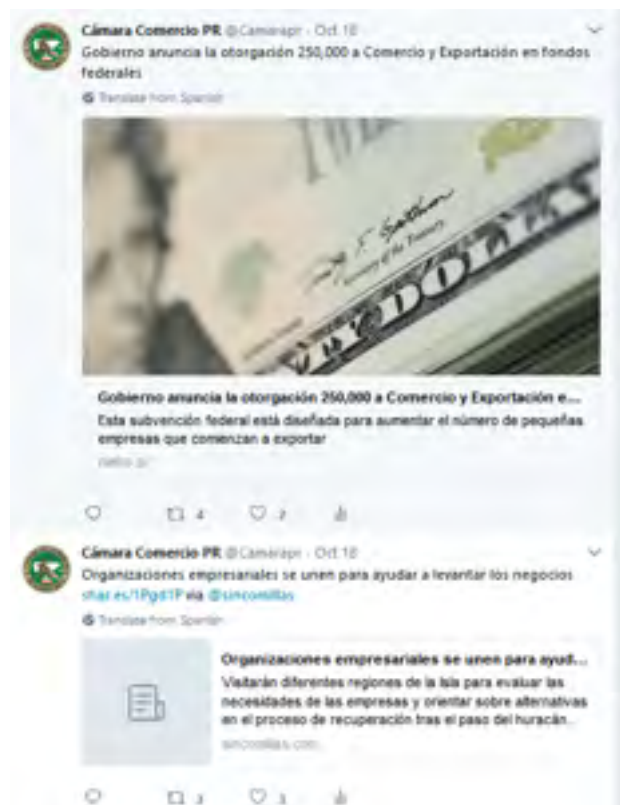 Cámara Comercio PR @Camarapr · Oct 18
Gobierno anuncia la otorgación 250,000 a Comercio y Exportación en fondos
federales
Translate from Spanish
Secretary of the Treasury
Gobierno anuncia la otorgación 250,000 a Comercio y Exportación e...
Esta subvención federal está diseñada para aumentar el número de pequeñas
empresas que comienzan a exportar
4 2
Cámara Comercio PR @Camarapr · Oct 18
Organizaciones empresariales se unen para ayudar a levantar los negocios
shar.es/1Pgd1P via @sincomillas
Translate from Spanish
Organizaciones empresariales se unen para ayud...
Visitarán diferentes regiones de la Isla para evaluar las
necesidades de las empresas y orientar sobre alternativas
en el proceso de recuperación tras el paso del huracán...
sincomillas.com